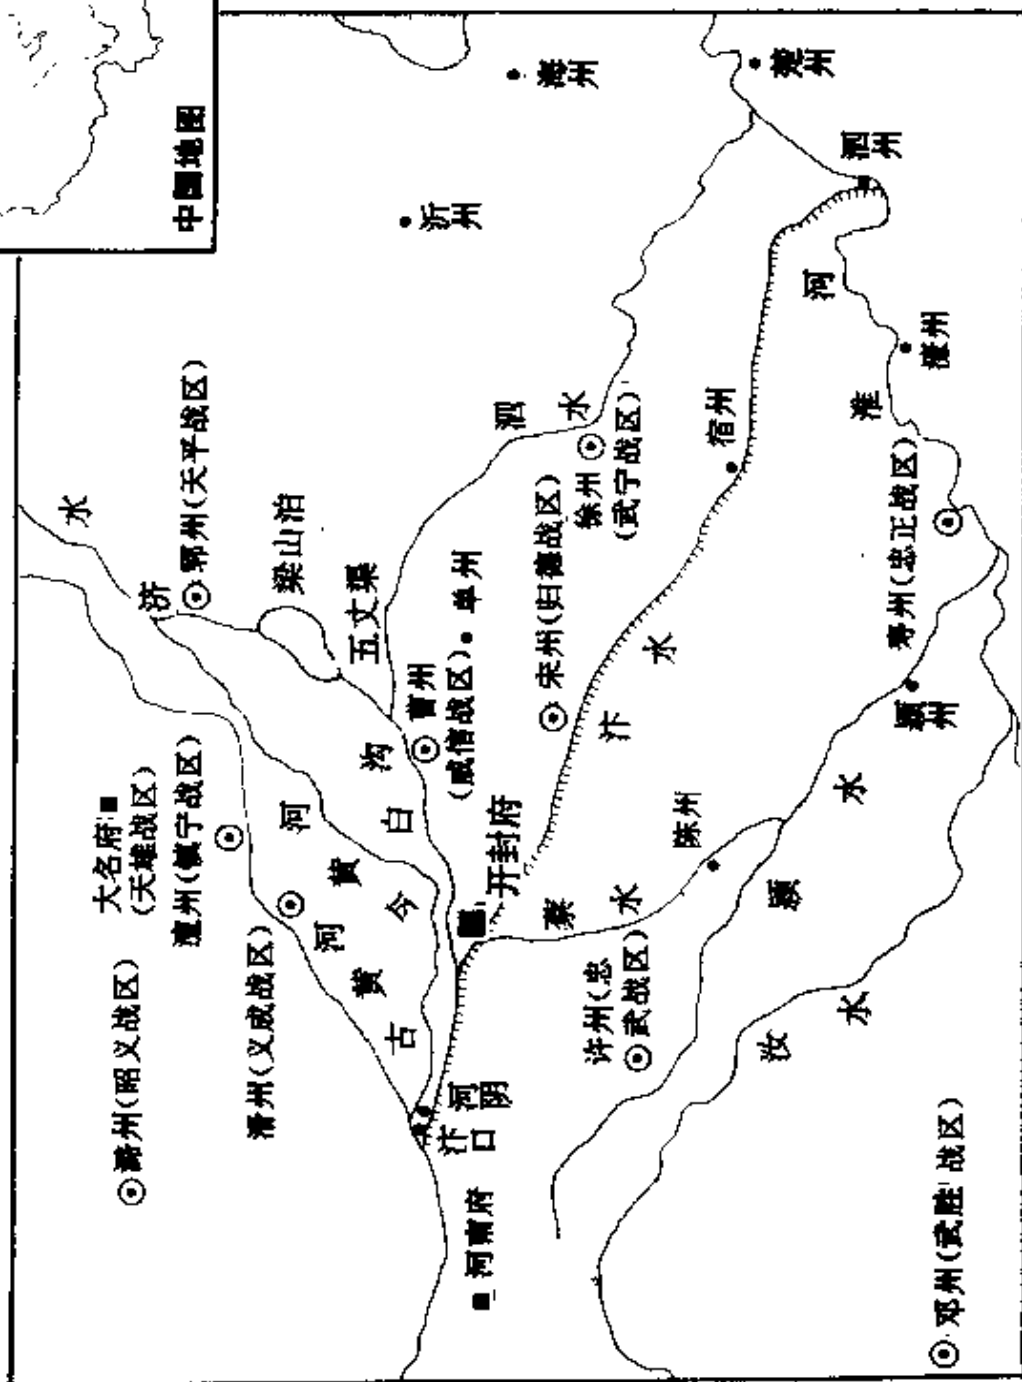 中国地图
海州
楚州
泗州
沂州
河
濠州
淮
水
郓州(天平战区)
济
梁山泊
五丈渠
泗
水
徐州
(武宁战区)
宿州
单州
曹州
(威信战区)
宋州(归德战区)
寿州(忠正战区)
颍州
汴
水
大名府
(天雄战区)
澶州(镇宁战区)
滑州(义成战区)
潞州(昭义战区)
沟
白
河
黄
今
河
黄
古
开封府
蔡
水
陈州
颍
水
许州(忠
武战区)
汝
水
河阴
汴口
河南府
邓州(武胜战区)